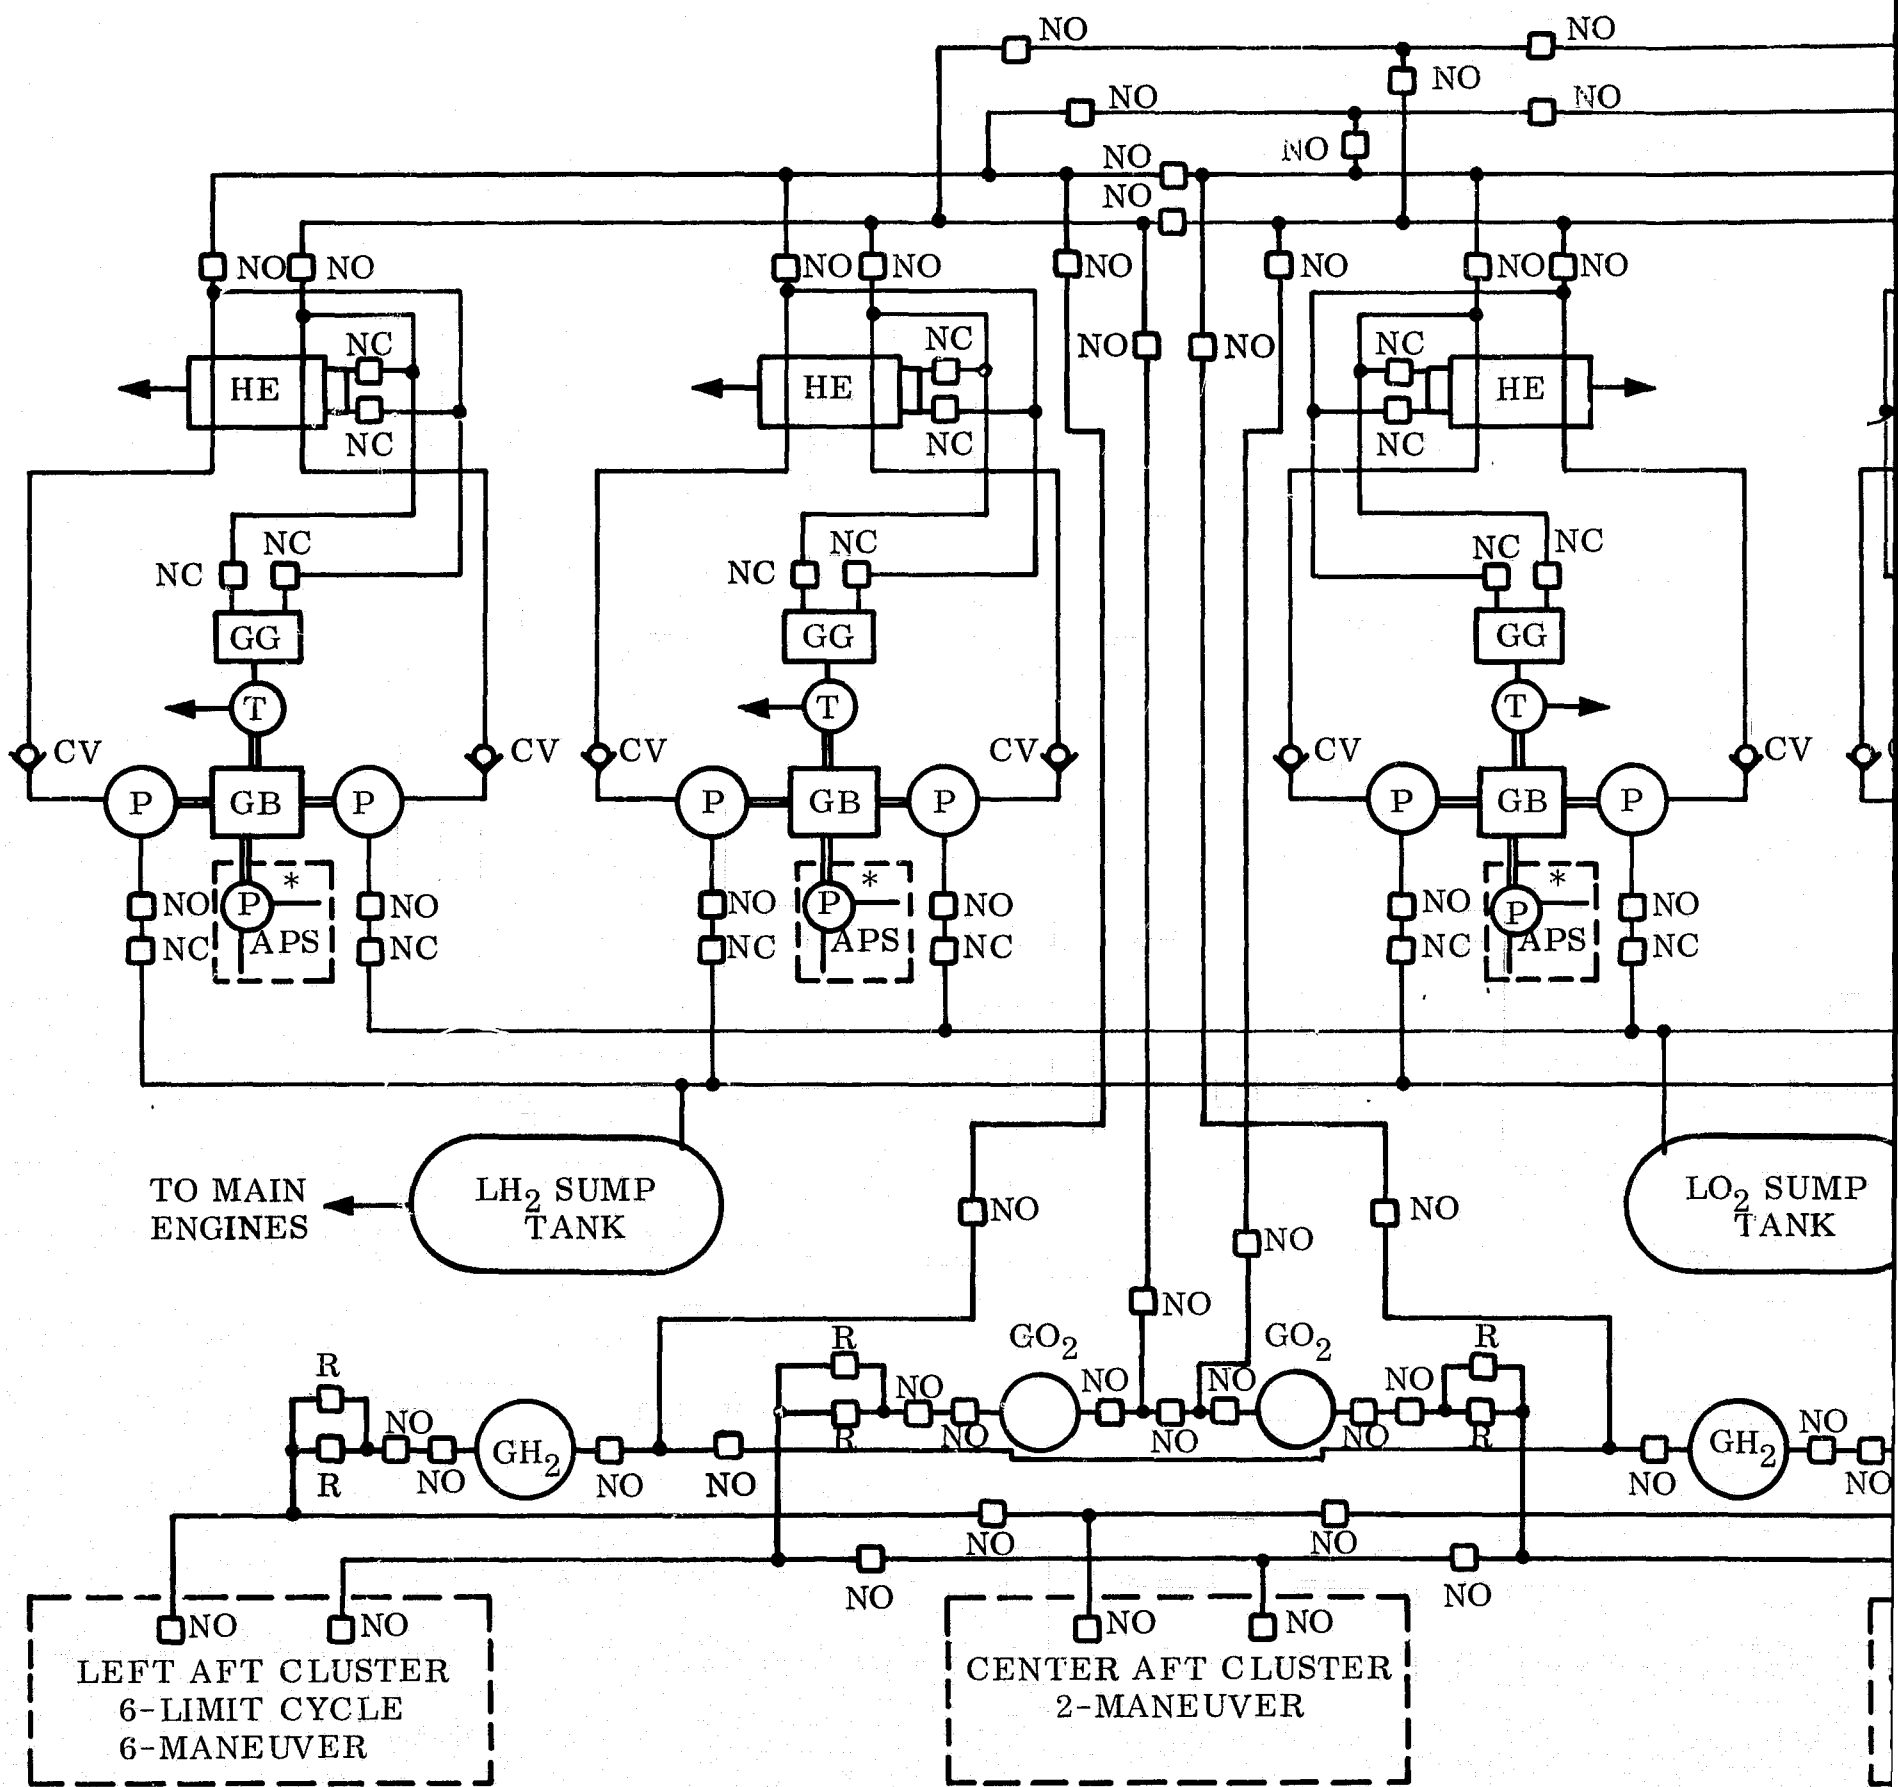 NO NO
NO
NO NO
NO
NO
NO
NO NO NO NO NO NO NO NO
NO NO
NC NC NC
HE HE HE
NC NC NC
NC NC NC NC
NC NC
GG GG GG
T T T
CV CV CV CV CV CV
P GB P P GB P P GB P
* * *
NO P NO NO P NO NO P NO
NC APS NC NC APS NC NC APS NC
TO MAIN
ENGINES
LH2 SUMP
TANK
LO2 SUMP
TANK
NO NO
NO
NO
GO2 GO2
R R R
NO NO NO NO NO
R NO NO NO R
NO GH2 GH2 NO
R NO NO NO NO NO
NO NO
NO NO
NO NO NO NO
LEFT AFT CLUSTER
6-LIMIT CYCLE
6-MANEUVER
CENTER AFT CLUSTER
2-MANEUVER